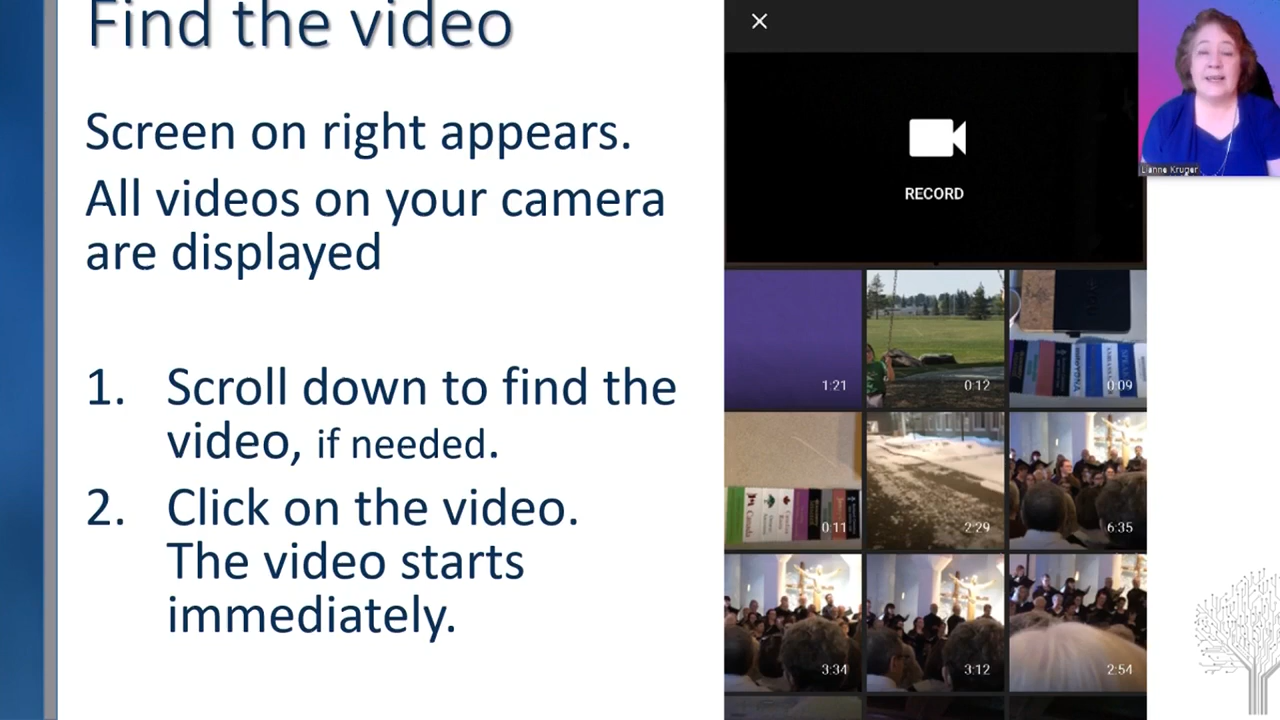 Find the video
Screen on right appears.
All videos on your camera
are displayed
1. Scroll down to find the
video, if needed.
2. Click on the video.
The video starts
immediately.
RECORD
Lianne Kruger
1:21
0:12
0:09
Canada
0:11
2:29
6:35
3:34
3:12
2:54